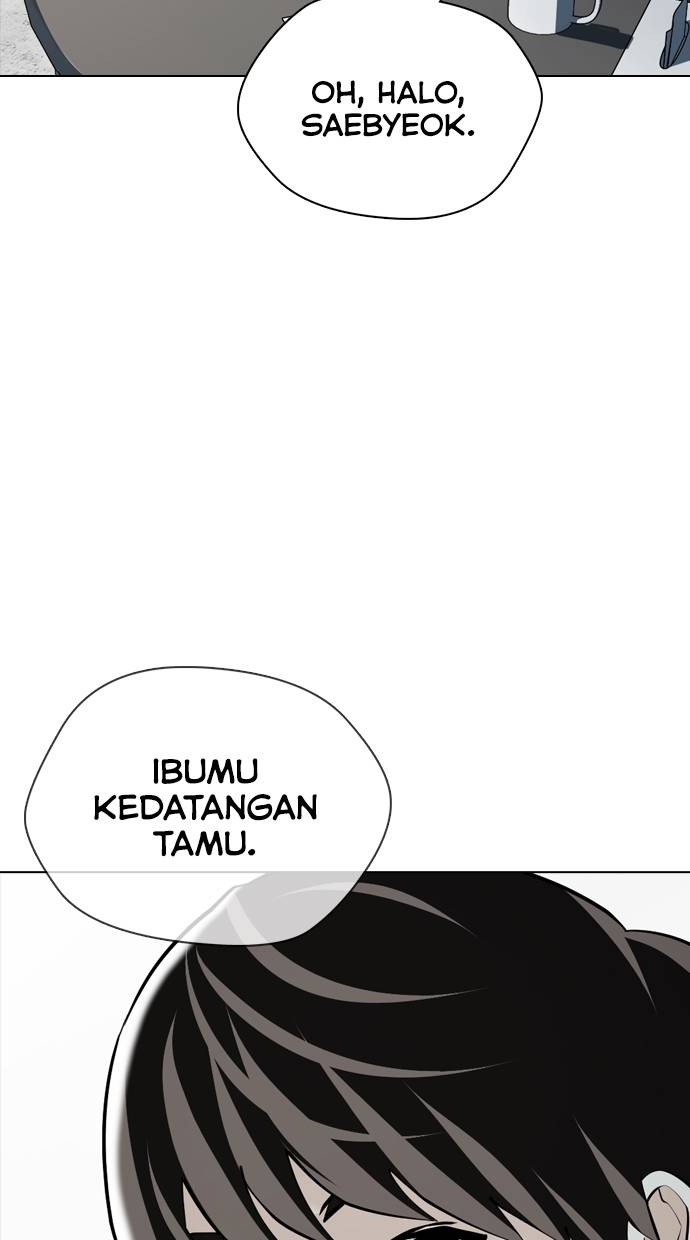 OH, HALO,
SAEBYEOK.
IBUMU
KEDATANGAN
TAMU.